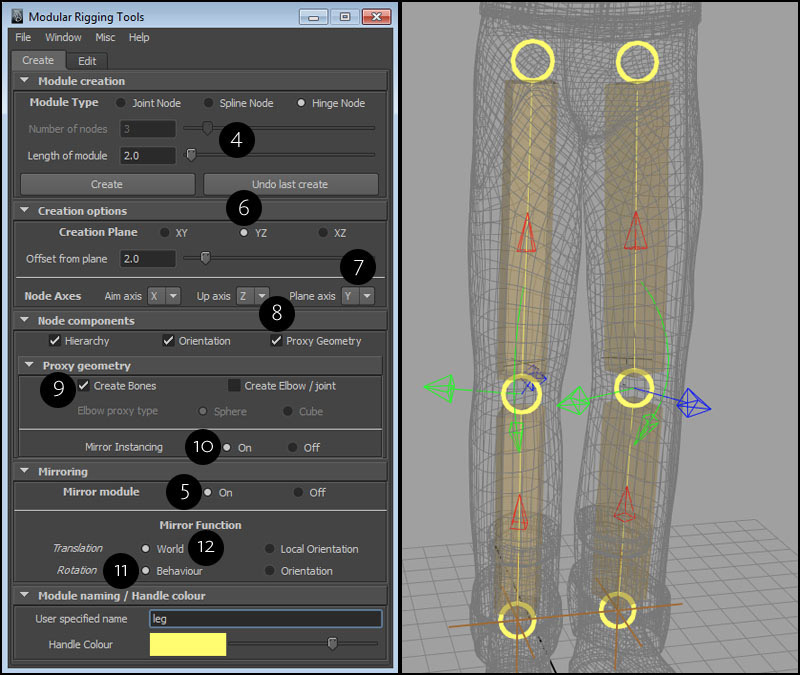 Modular Rigging Tools
File Window Misc Help
Create Edit
Module creation
Module Type Joint Node Spline Node Hinge Node
Number of nodes 3
4
Length of module 2.0
Create Undo last create
6
Creation options
Creation Plane XY YZ XZ
Offset from plane 2.0
7
Node Axes Aim axis X Up axis Z Plane axis Y
8
Node components
Hierarchy Orientation Proxy Geometry
Proxy geometry
9 Create Bones Create Elbow / joint
Elbow proxy type Sphere Cube
Mirror Instancing 10 On Off
Mirroring
Mirror module 5 On Off
Mirror Function
Translation World 12 Local Orientation
Rotation 11 Behaviour Orientation
Module naming / Handle colour
User specified name leg
Handle Colour